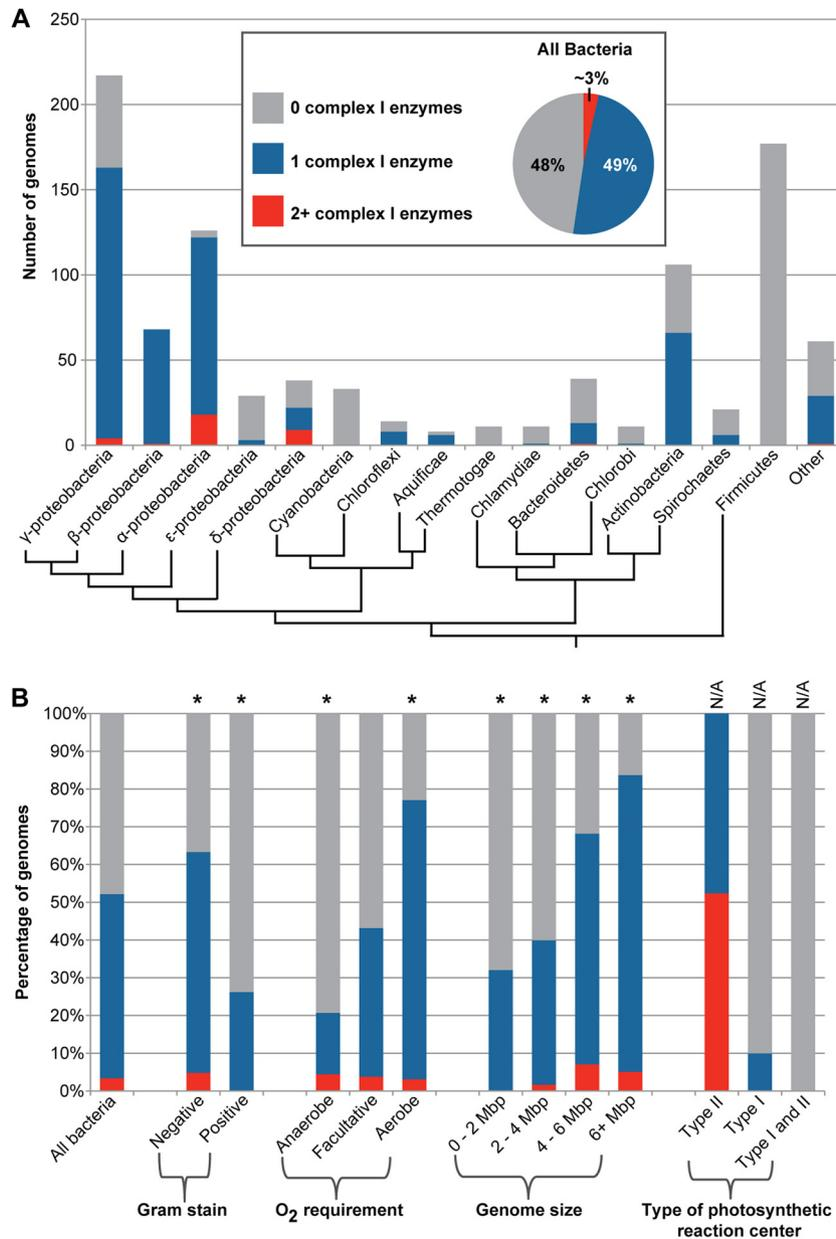 A
250
200
150
100
50
0
Number of genomes
All Bacteria
~3%
48%
49%
0 complex I enzymes
1 complex I enzyme
2+ complex I enzymes
γ-proteobacteria
β-proteobacteria
α-proteobacteria
ε-proteobacteria
δ-proteobacteria
Cyanobacteria
Chloroflexi
Aquificae
Thermotogae
Chlamydiae
Bacteroidetes
Chlorobi
Actinobacteria
Spirochaetes
Firmicutes
Other
B
* * * * * * * * N/A N/A N/A
100%
90%
80%
70%
60%
50%
40%
30%
20%
10%
0%
Percentage of genomes
All bacteria
Negative
Positive
Anaerobe
Facultative
Aerobe
0 - 2 Mbp
2 - 4 Mbp
4 - 6 Mbp
6+ Mbp
Type II
Type I
Type I and II
Gram stain
O2 requirement
Genome size
Type of photosynthetic
reaction center